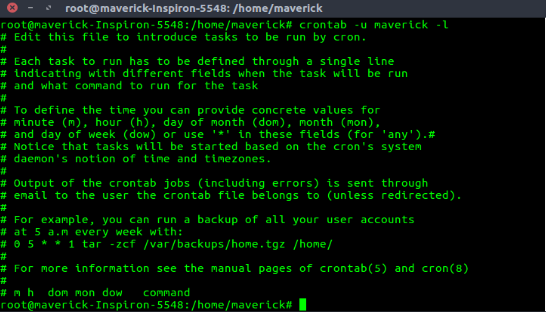 root@maverick-Inspiron-5548: /home/maverick
root@maverick-Inspiron-5548:/home/maverick# crontab -u maverick -l
# Edit this file to introduce tasks to be run by cron.
#
# Each task to run has to be defined through a single line
# indicating with different fields when the task will be run
# and what command to run for the task
#
# To define the time you can provide concrete values for
# minute (m), hour (h), day of month (dom), month (mon),
# and day of week (dow) or use '*' in these fields (for 'any').#
# Notice that tasks will be started based on the cron's system
# daemon's notion of time and timezones.
#
# Output of the crontab jobs (including errors) is sent through
# email to the user the crontab file belongs to (unless redirected).
#
# For example, you can run a backup of all your user accounts
# at 5 a.m every week with:
# 0 5 * * 1 tar -zcf /var/backups/home.tgz /home/
#
# For more information see the manual pages of crontab(5) and cron(8)
#
# m h  dom mon dow   command
root@maverick-Inspiron-5548:/home/maverick#